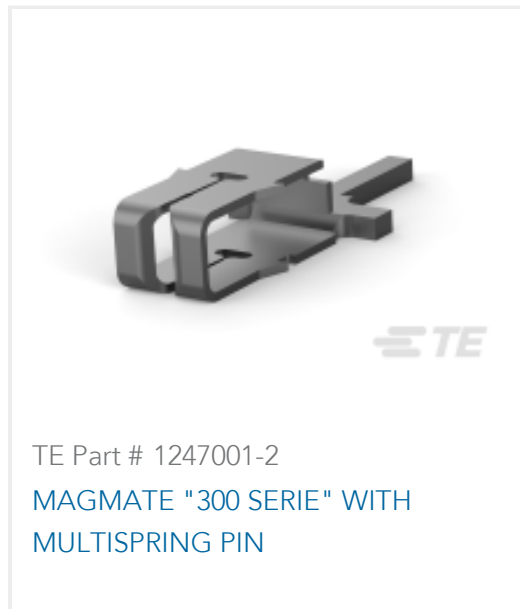 TE
TE Part # 1247001-2
MAGMATE "300 SERIE" WITH
MULTISPRING PIN